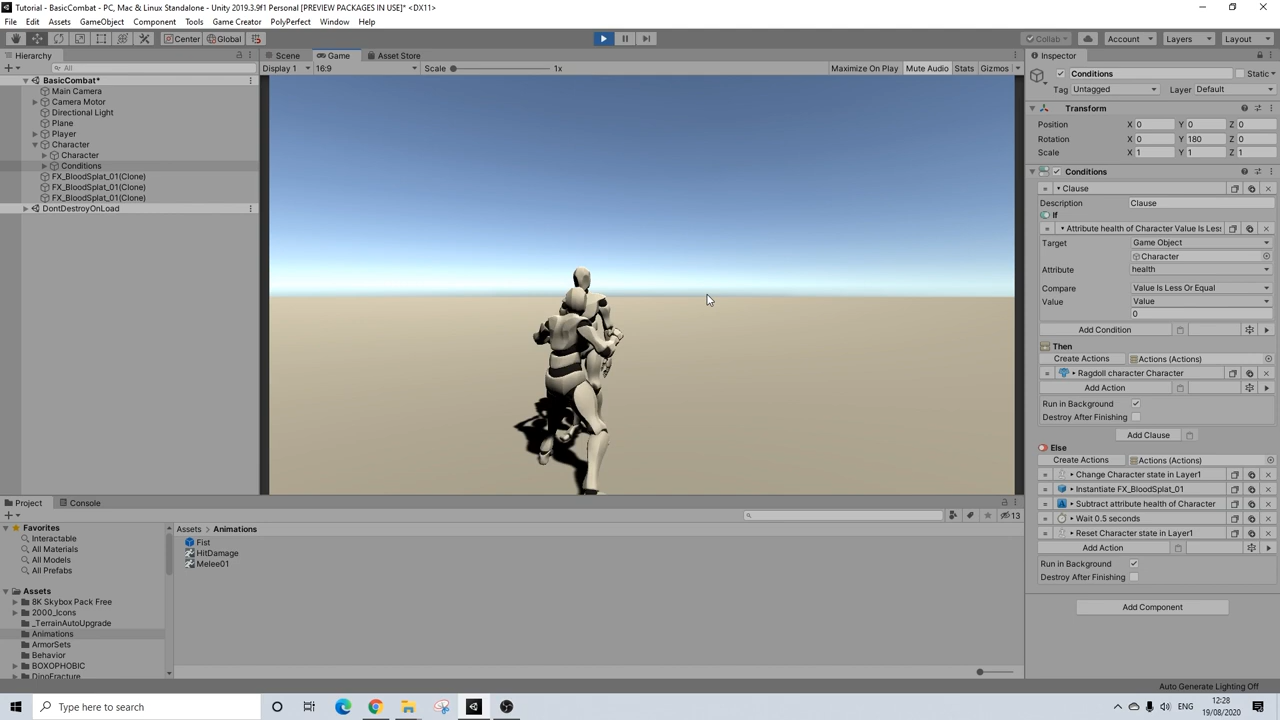 Tutorial - BasicCombat - PC, Mac & Linux Standalone - Unity 2019.3.9f1 Personal [PREVIEW PACKAGES IN USE]* <DX11>
File Edit Assets GameObject Component Tools Game Creator PolyPerfect Window Help
Center Global Collab Account Layers Layout
Hierarchy Scene Game Asset Store Inspector
All Display 1 16:9 Scale 1x Maximize On Play Mute Audio Stats Gizmos
BasicCombat*
Main Camera
Camera Motor
Directional Light
Plane
Player
Character
Character
Conditions
FX_BloodSplat_01(Clone)
FX_BloodSplat_01(Clone)
FX_BloodSplat_01(Clone)
DontDestroyOnLoad
Conditions Static
Tag Untagged Layer Default
Transform
Position X 0 Y 0 Z 0
Rotation X 0 Y 180 Z 0
Scale X 1 Y 1 Z 1
Conditions
Clause
Description Clause
If
Attribute health of Character Value Is Less
Target Game Object
Character
Attribute health
Compare Value Is Less Or Equal
Value Value
0
Add Condition
Then
Create Actions Actions (Actions)
Ragdoll character Character
Add Action
Run in Background
Destroy After Finishing
Add Clause
Else
Create Actions Actions (Actions)
Change Character state in Layer1
Instantiate FX_BloodSplat_01
Subtract attribute health of Character
Wait 0.5 seconds
Reset Character state in Layer1
Add Action
Run in Background
Destroy After Finishing
Add Component
Project Console
13
Favorites
Interactable
All Materials
All Models
All Prefabs
Assets
8K Skybox Pack Free
2000_Icons
_TerrainAutoUpgrade
Animations
ArmorSets
Behavior
BOXOPHOBIC
DinoFracture
Assets > Animations
Fist
HitDamage
Melee01
Auto Generate Lighting Off
Type here to search
ENG
12:28
19/08/2020